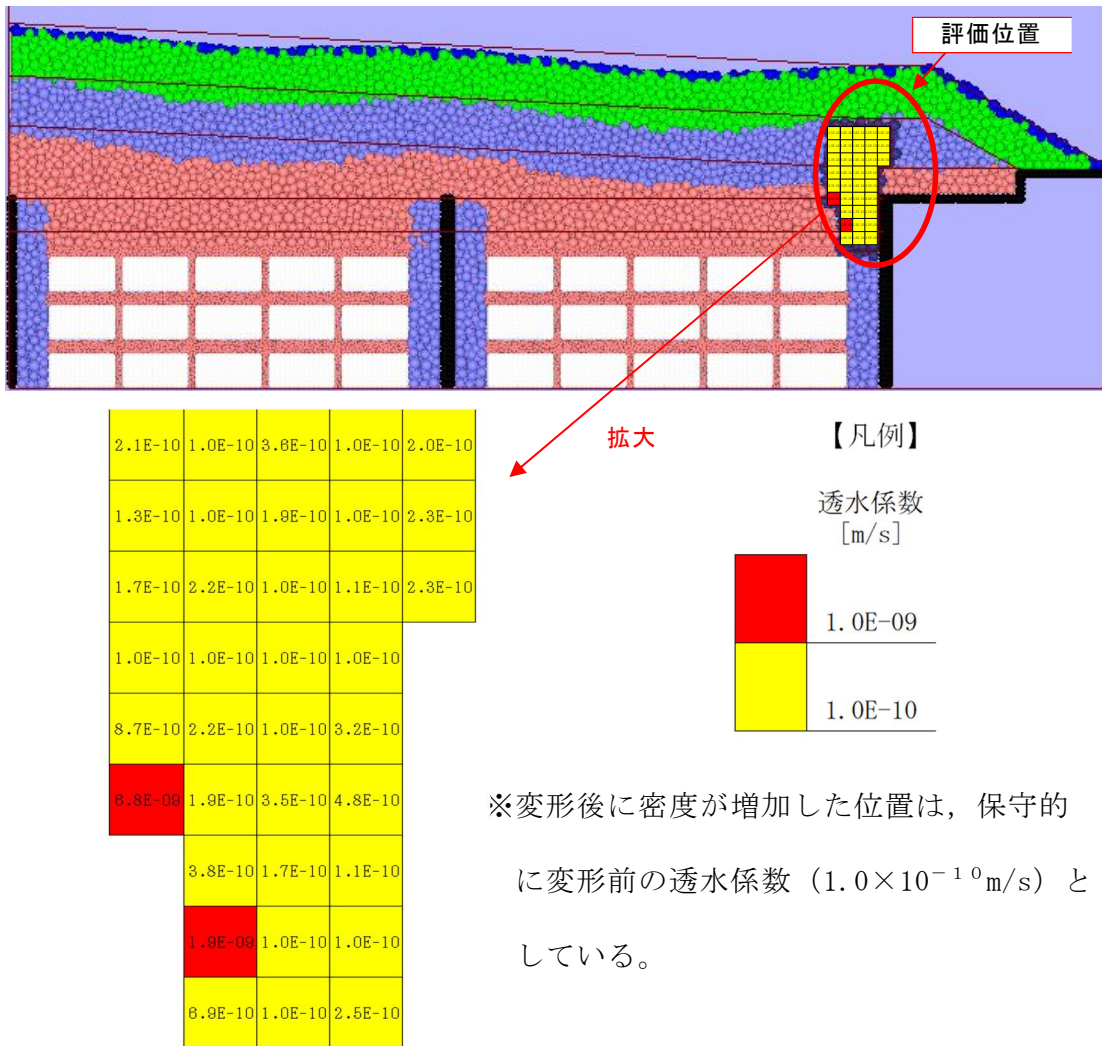 評価位置
拡大
【凡例】
透水係数
[m/s]
1.0E-09
1.0E-10
2.1E-10 1.0E-10 3.6E-10 1.0E-10 2.0E-10
1.3E-10 1.0E-10 1.9E-10 1.0E-10 2.3E-10
1.7E-10 2.2E-10 1.0E-10 1.1E-10 2.3E-10
1.0E-10 1.0E-10 1.0E-10 1.0E-10
8.7E-10 2.2E-10 1.0E-10 3.2E-10
6.8E-09 1.9E-10 3.5E-10 4.8E-10
3.8E-10 1.7E-10 1.1E-10
1.9E-09 1.0E-10 1.0E-10
6.9E-10 1.0E-10 2.5E-10
※変形後に密度が増加した位置は，保守的
に変形前の透水係数（1.0×10⁻¹⁰m/s）と
している。